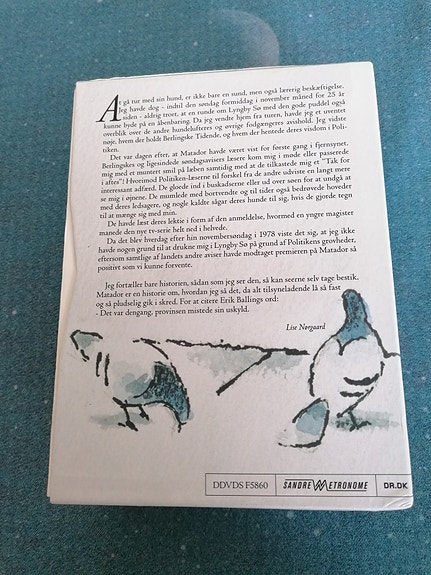 At gå tur med sin hund, er ikke bare en sund, men også lærerig beskæftigelse.
Jeg havde dog - indtil den søndag formiddag i november måned for 25 år
siden - aldrig troet, at en runde om Lyngby Sø med den gode puddel også
kunne byde på en åbenbaring. Da jeg vendte hjem fra turen, havde jeg et uventet
overblik over de andre hundelufteres og øvrige fodgængeres avishold. Jeg vidste
nøje, hvem der holdt Berlingske Tidende, og hvem der hentede deres visdom i Poli-
tiken.
Det var dagen efter, at Matador havde været vist for første gang i fjernsynet.
Berlingskes og ligesindede søndagsavisers læsere kom mig i møde eller passerede
mig med et muntert smil på læben samtidig med at de tilkastede mig et "Tak for
i aftes"! Hvorimod Politiken-læserne til forskel fra de andre udviste en langt mere
interessant adfærd. De gloede ind i buskadserne eller ud over søen for at undgå at
se mig i øjnene. De mumlede med bortvendte og til tider også bedrøvede hoveder
med deres ledsagere, og nogle kaldte sågar deres hunde til sig, hvis de gjorde tegn
til at mænge sig med min.
De havde læst deres lektie i form af den anmeldelse, hvormed en yngre magister
manede den nye tv-serie helt ned i helvede.
Da det blev hverdag efter hin novembersøndag i 1978 viste det sig, at jeg ikke
havde nogen grund til at drukne mig i Lyngby Sø på grund af Politikens grovheder,
eftersom samtlige af landets andre aviser havde modtaget premieren på Matador så
positivt som vi kunne forvente.
Jeg fortæller bare historien, sådan som jeg ser den, så kan seerne selv tage bestik.
Matador er en historie om, hvordan jeg så det, da alt tilsyneladende lå så fast
og så pludselig gik i skred. For at citere Erik Ballings ord:
- Det var dengang, provinsen mistede sin uskyld.
Lise Nørgaard
DDVDS F5860
SANDREW METRONOME
DR.DK